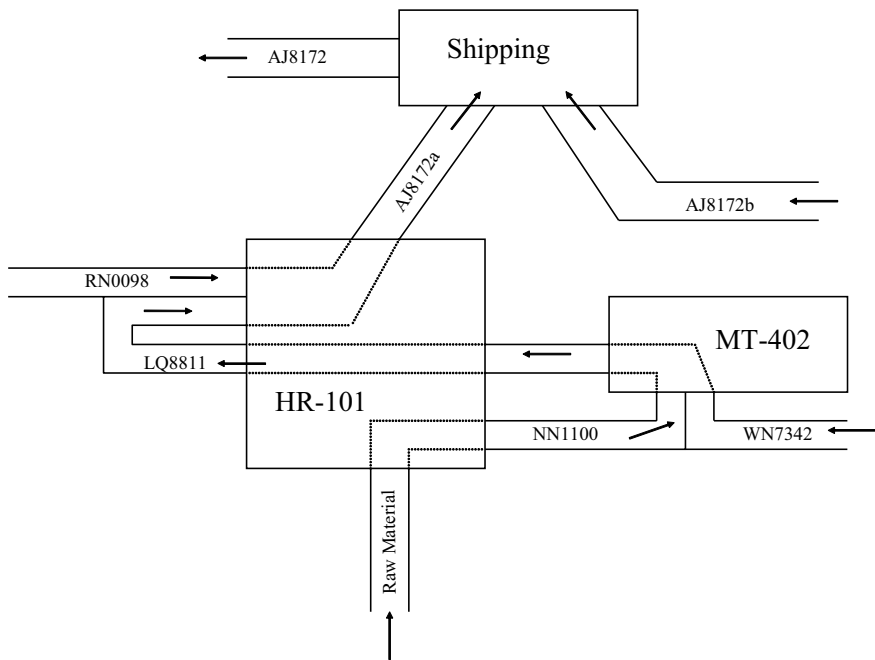 AJ8172
Shipping
AJ8172a
AJ8172b
RN0098
LQ8811
MT-402
HR-101
NN1100
WN7342
Raw Material